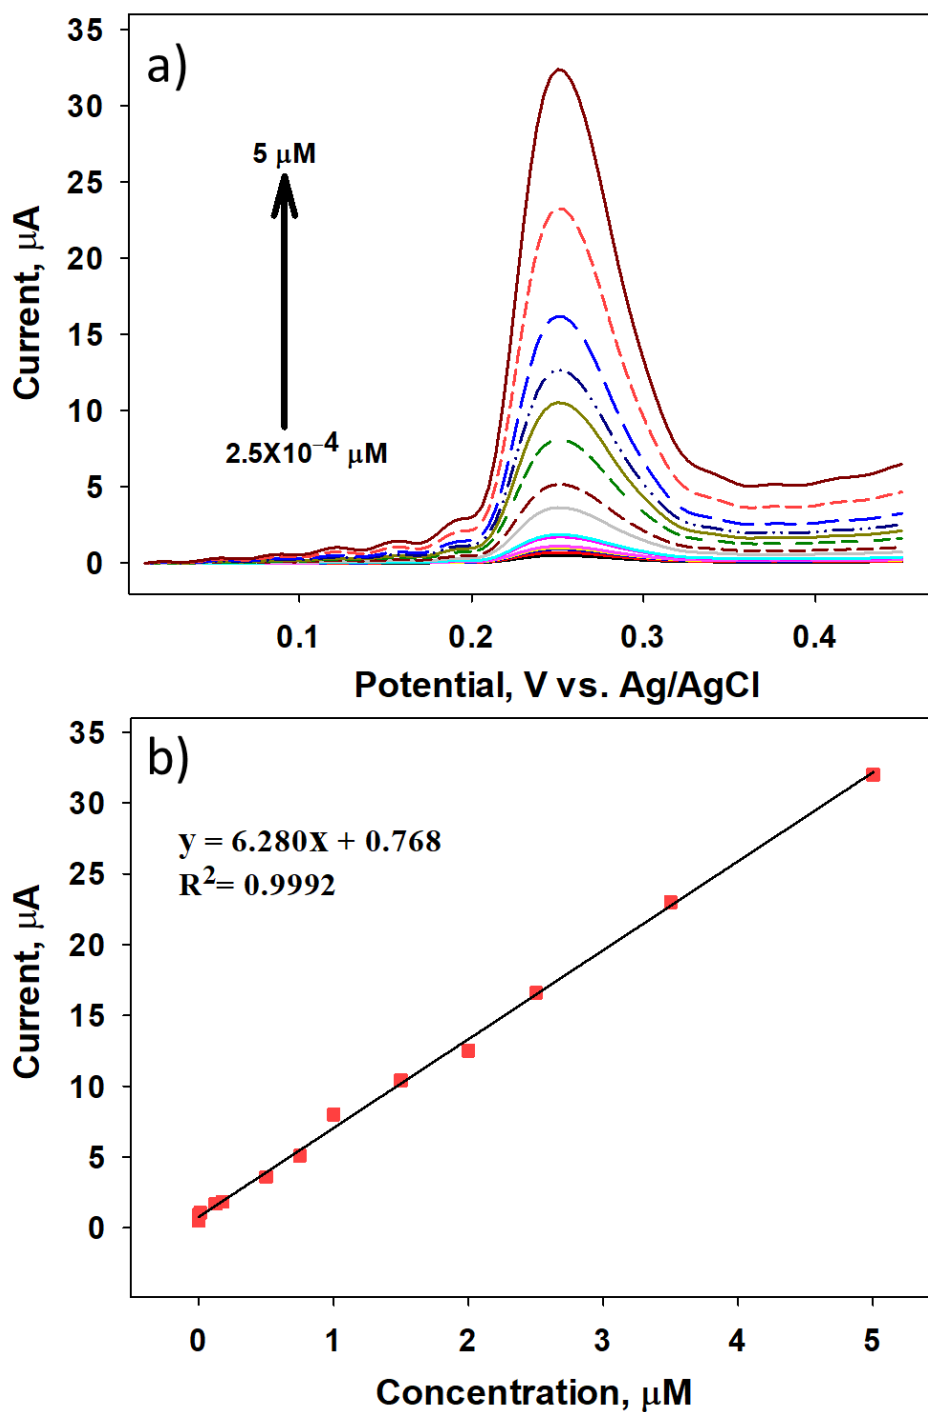 a)
35
30
25
20
15
10
5
0
Current, μA
5 μM
2.5X10⁻⁴ μM
0.1 0.2 0.3 0.4
Potential, V vs. Ag/AgCl
b)
35
30
25
20
15
10
5
0
Current, μA
y = 6.280x + 0.768
R²= 0.9992
0 1 2 3 4 5
Concentration, μM